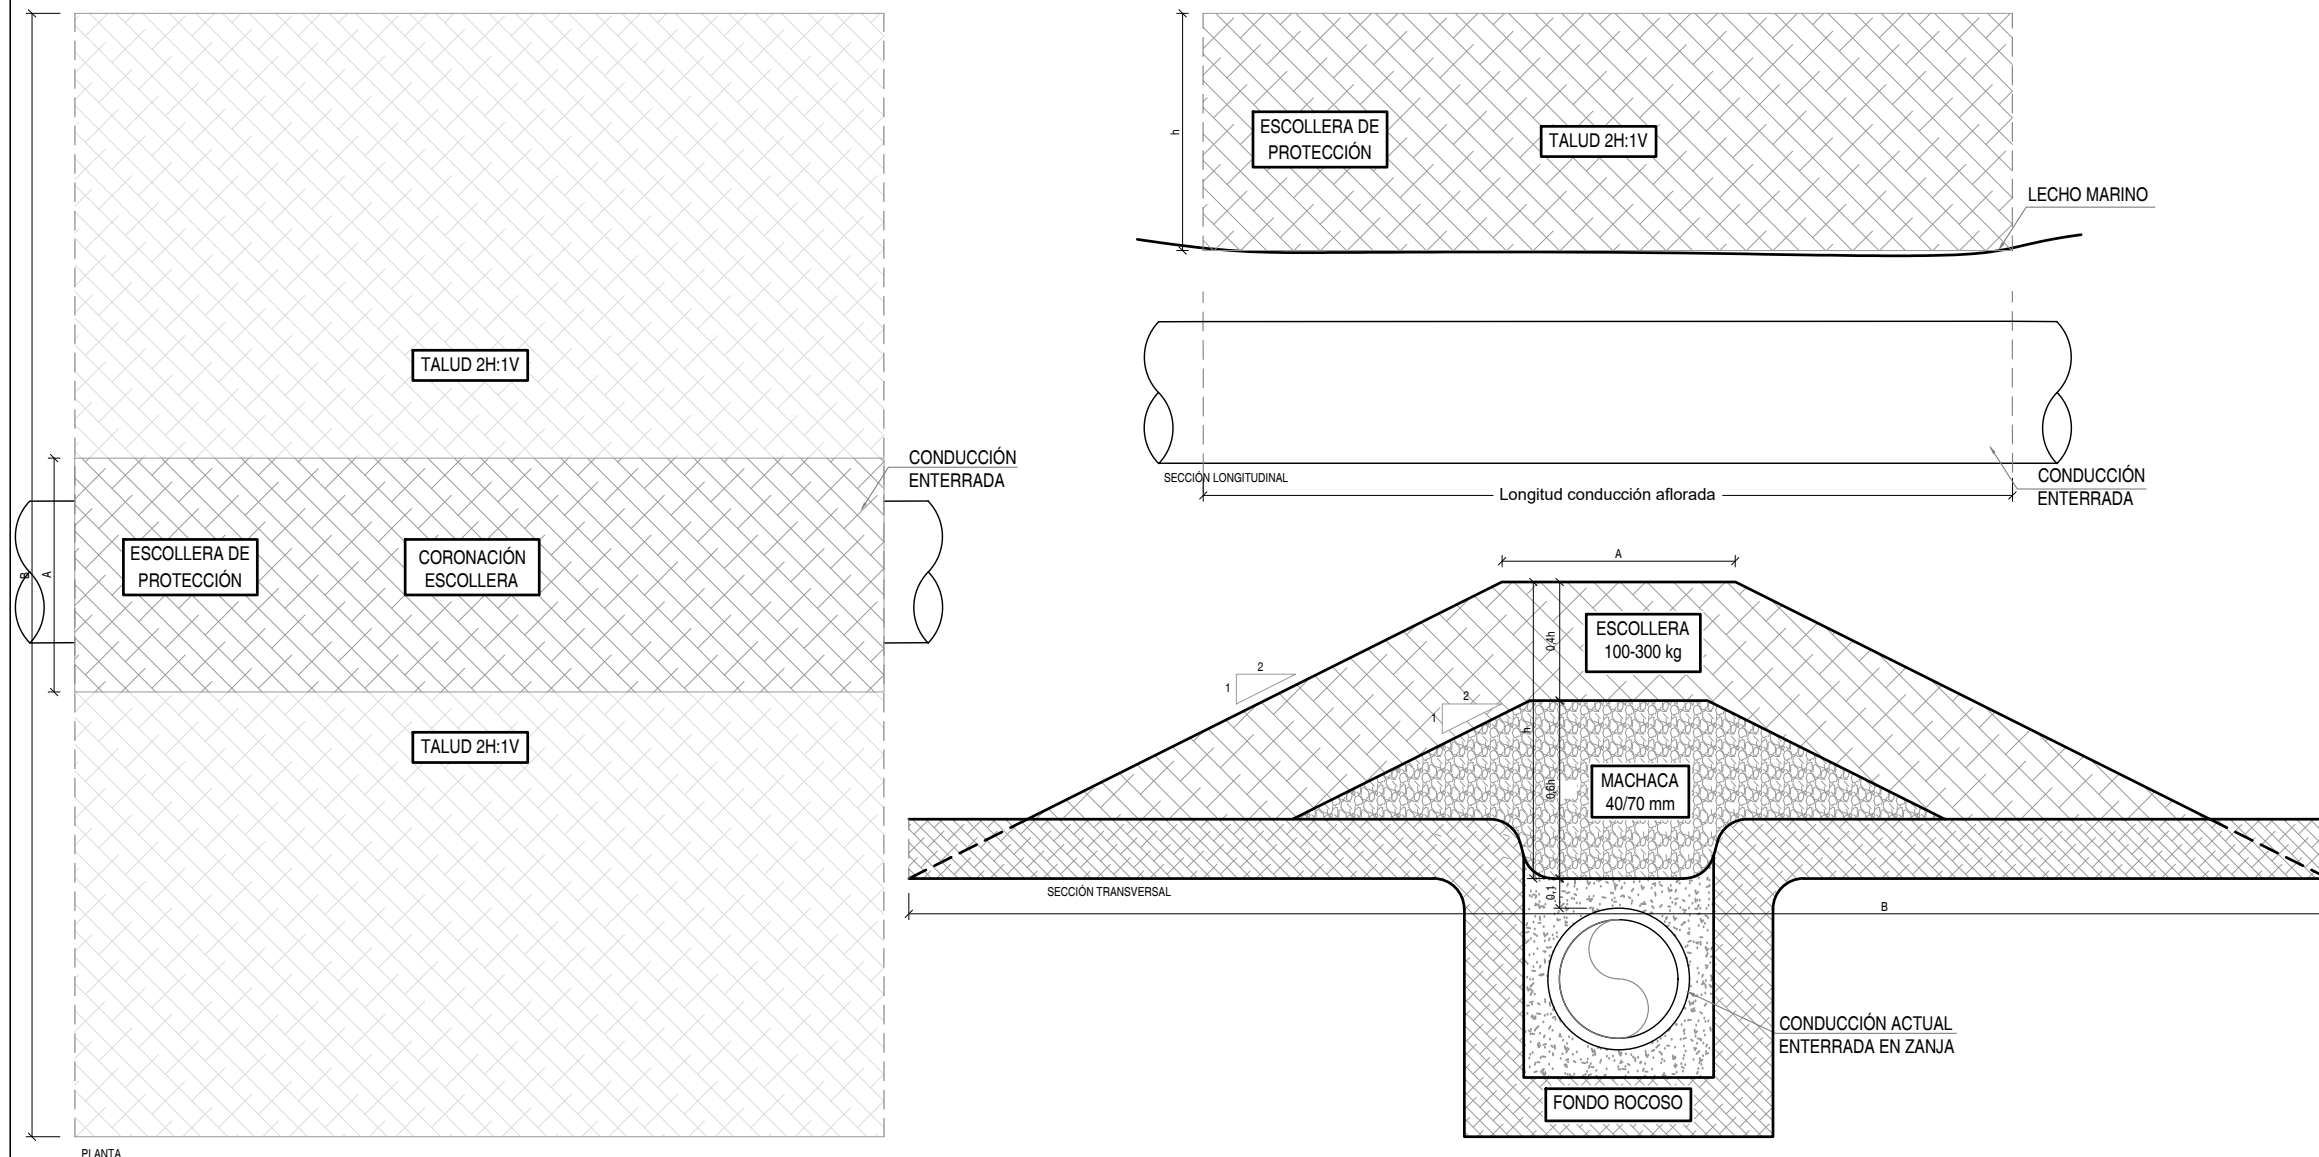 TALUD 2H:1V
CONDUCCIÓN
ENTERRADA
B
A
ESCOLLERA DE
PROTECCIÓN
CORONACIÓN
ESCOLLERA
TALUD 2H:1V
PLANTA
h
ESCOLLERA DE
PROTECCIÓN
TALUD 2H:1V
LECHO MARINO
SECCIÓN LONGITUDINAL
Longitud conducción aflorada
CONDUCCIÓN
ENTERRADA
A
ESCOLLERA
100-300 kg
0,4h
2
1
2
1
h
MACHACA
40/70 mm
0,6h
SECCIÓN TRANSVERSAL
0,1
B
CONDUCCIÓN ACTUAL
ENTERRADA EN ZANJA
FONDO ROCOSO